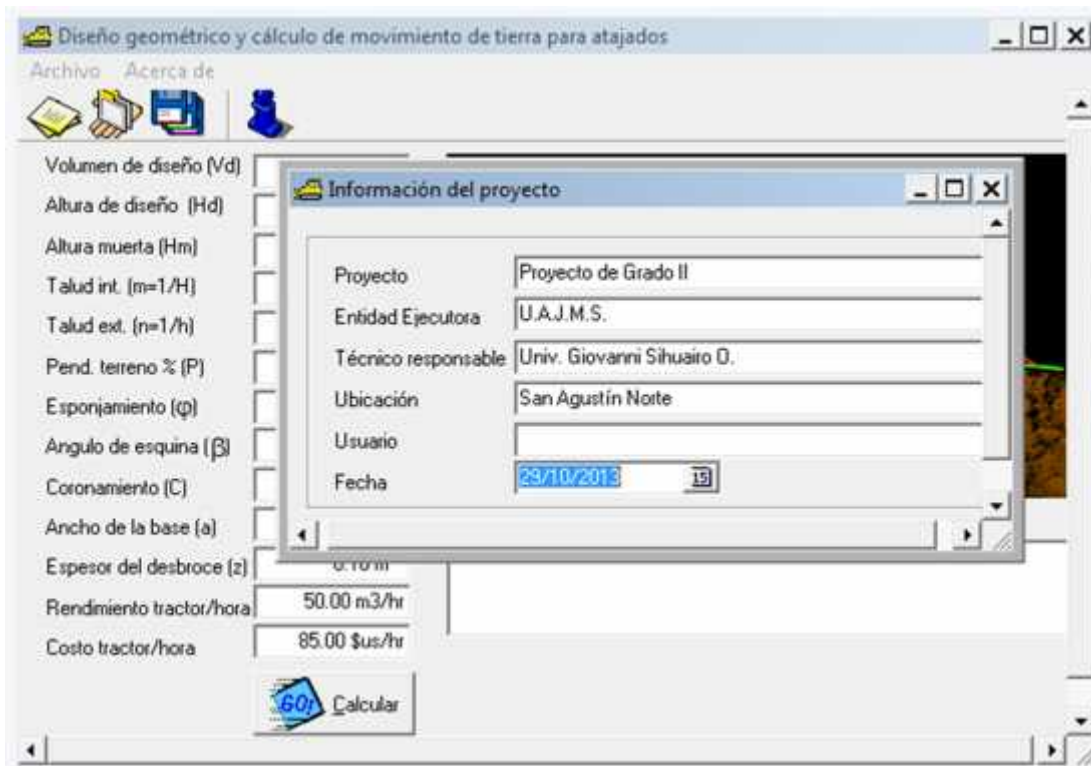 Diseño geométrico y cálculo de movimiento de tierra para atajados
Archivo Acerca de
Volumen de diseño (Vd)
Altura de diseño (Hd)
Altura muerta (Hm)
Talud int. (m=1/H)
Talud ext. (n=1/h)
Pend. terreno % (P)
Esponjamiento (φ)
Angulo de esquina (β)
Coronamiento (C)
Ancho de la base (a)
Espesor del desbroce (z) 0.10 m
Rendimiento tractor/hora 50.00 m3/hr
Costo tractor/hora 85.00 $us/hr
GO! Calcular
Información del proyecto
Proyecto Proyecto de Grado II
Entidad Ejecutora U.A.J.M.S.
Técnico responsable Univ. Giovanni Sihuairo O.
Ubicación San Agustín Norte
Usuario
Fecha 29/10/2013 15